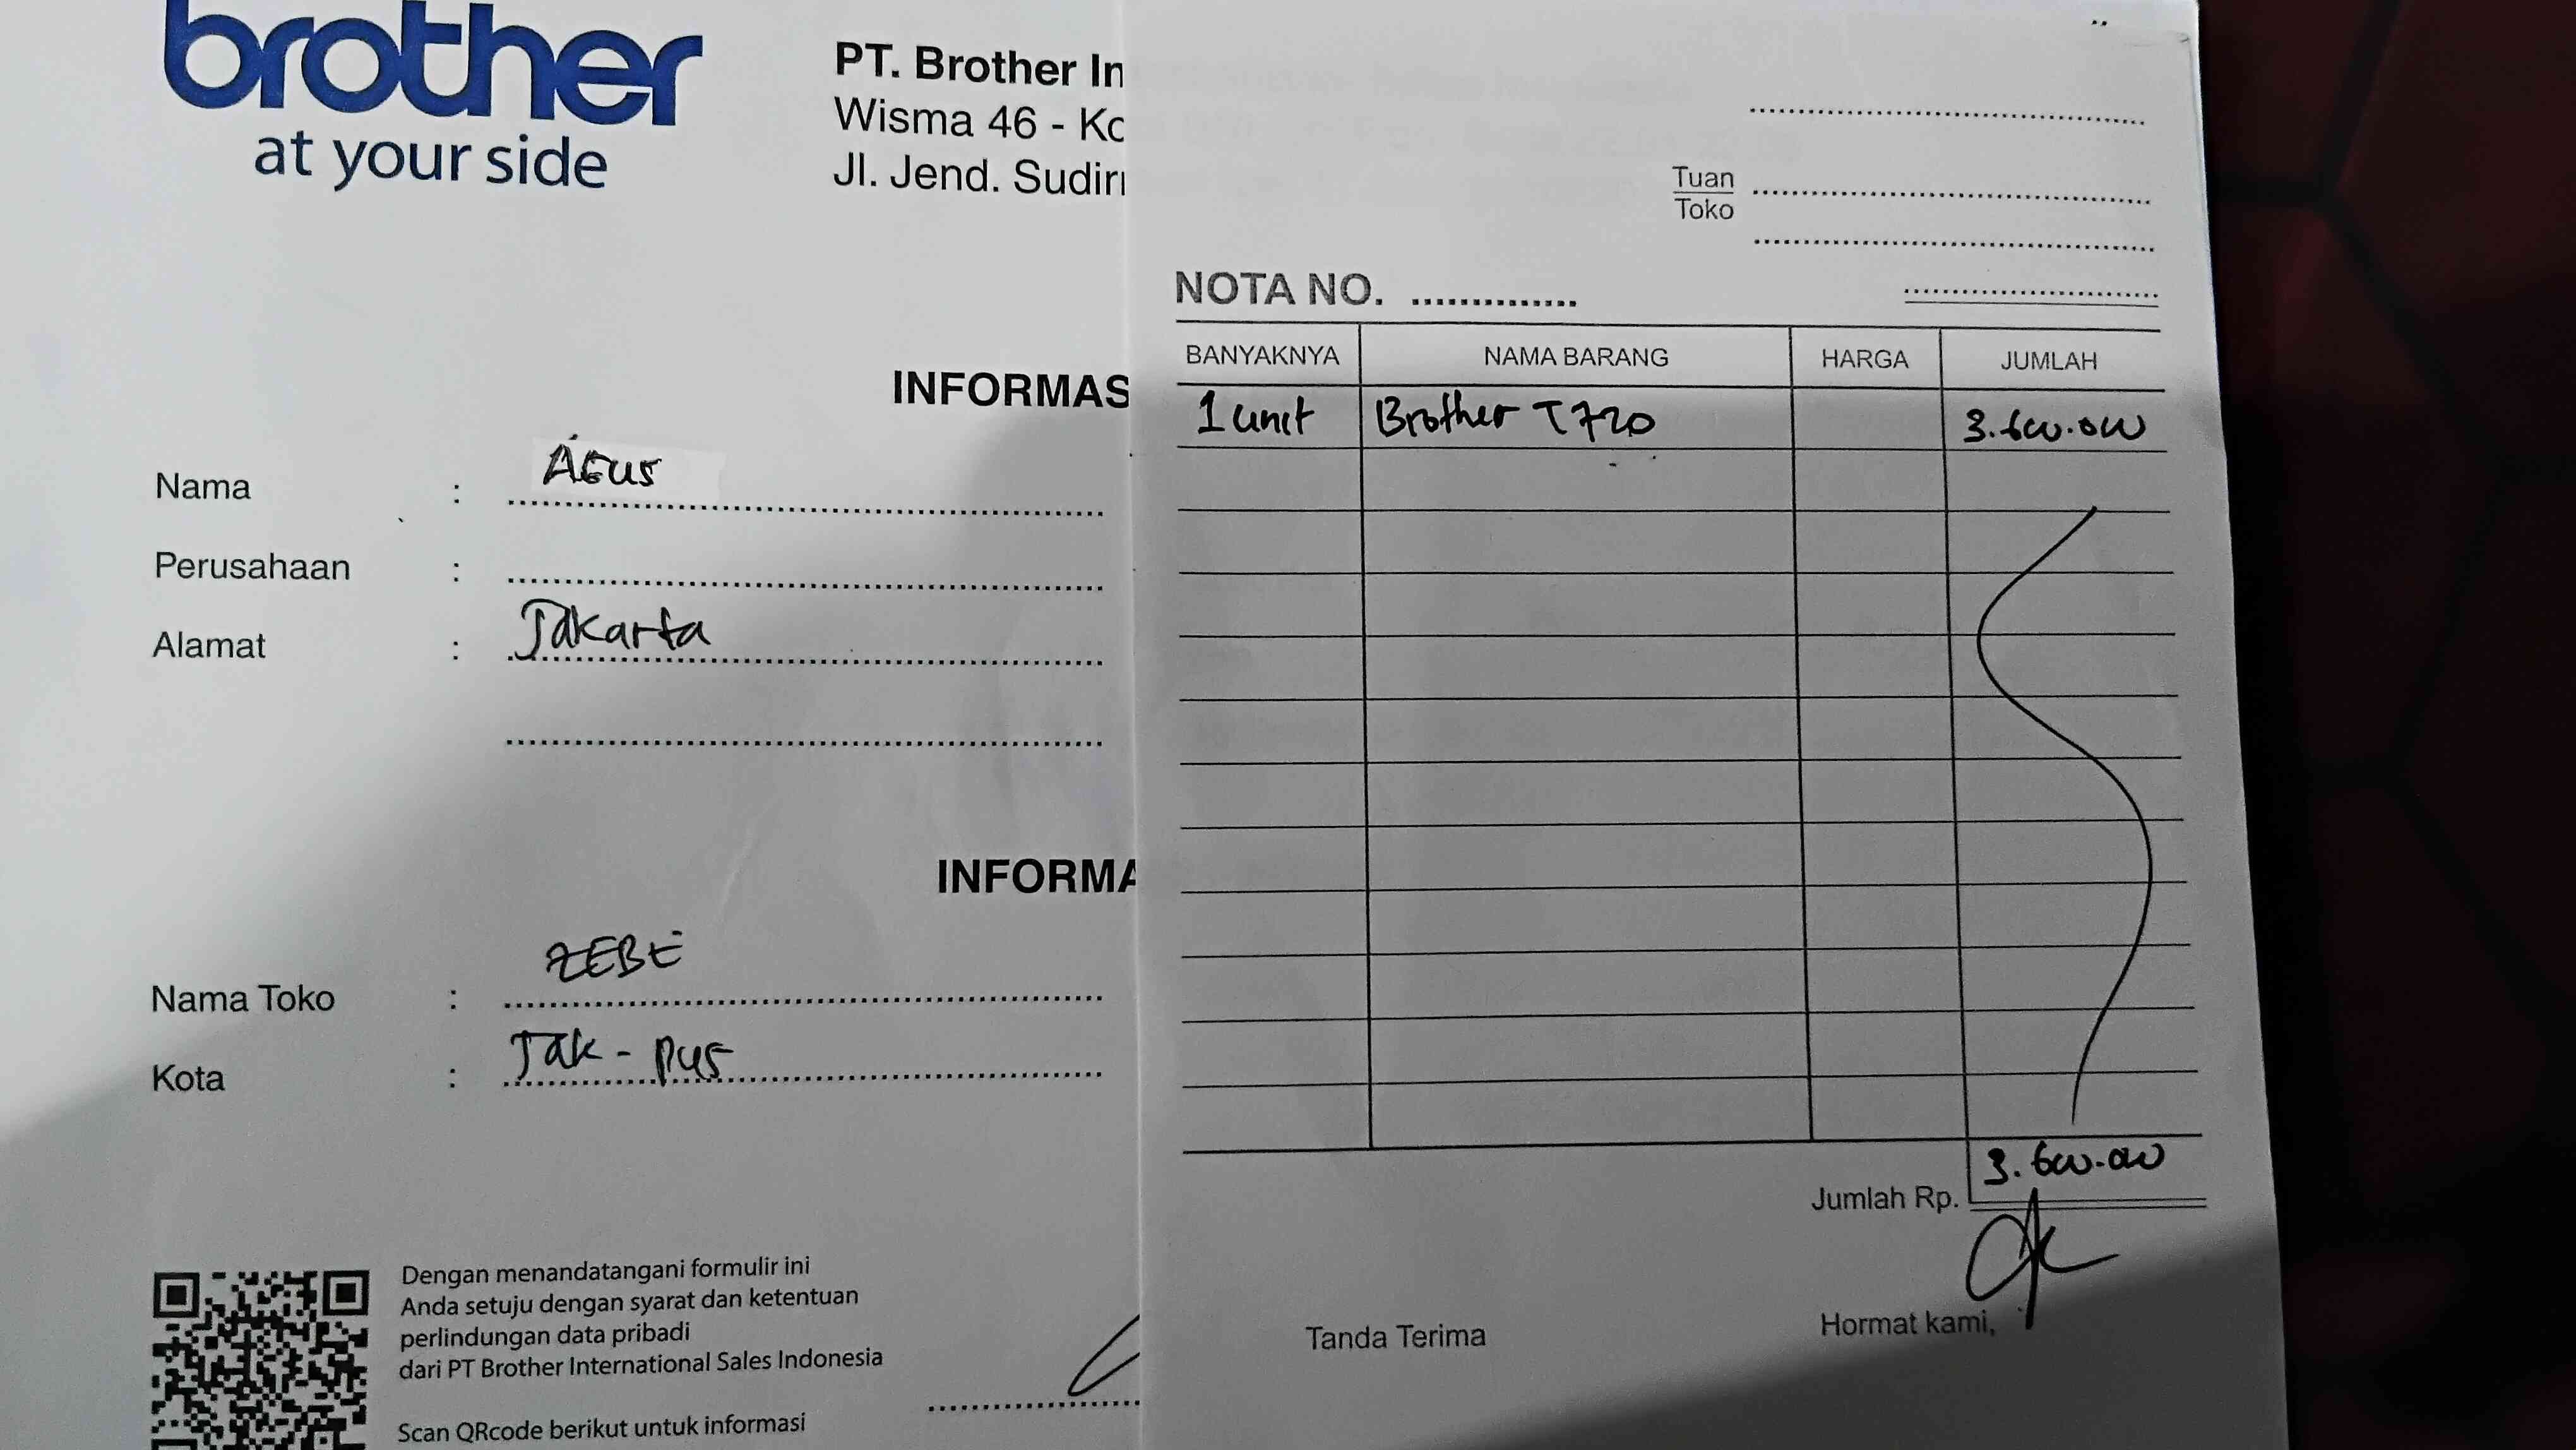 brother
at your side
PT. Brother In
Wisma 46 - Ko
Jl. Jend. Sudir
INFORMAS
Nama : Agus
Perusahaan :
Alamat : Jakarta
INFORMA
Nama Toko : ZEBE
Kota : Jak - pus
Dengan menandatangani formulir ini
Anda setuju dengan syarat dan ketentuan
perlindungan data pribadi
dari PT Brother International Sales Indonesia
Scan QRcode berikut untuk informasi
Tuan
Toko
NOTA NO.
BANYAKNYA NAMA BARANG HARGA JUMLAH
1 unit Brother T720 3.600.000
Jumlah Rp. 3.600.000
Tanda Terima Hormat kami,